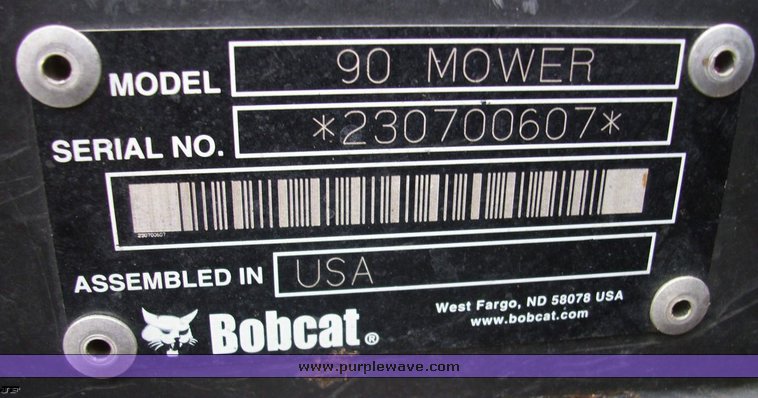 MODEL 90 MOWER
SERIAL NO. *230700607*
230700607
ASSEMBLED IN USA
Bobcat®
West Fargo, ND 58078 USA
www.bobcat.com
www.purplewave.com